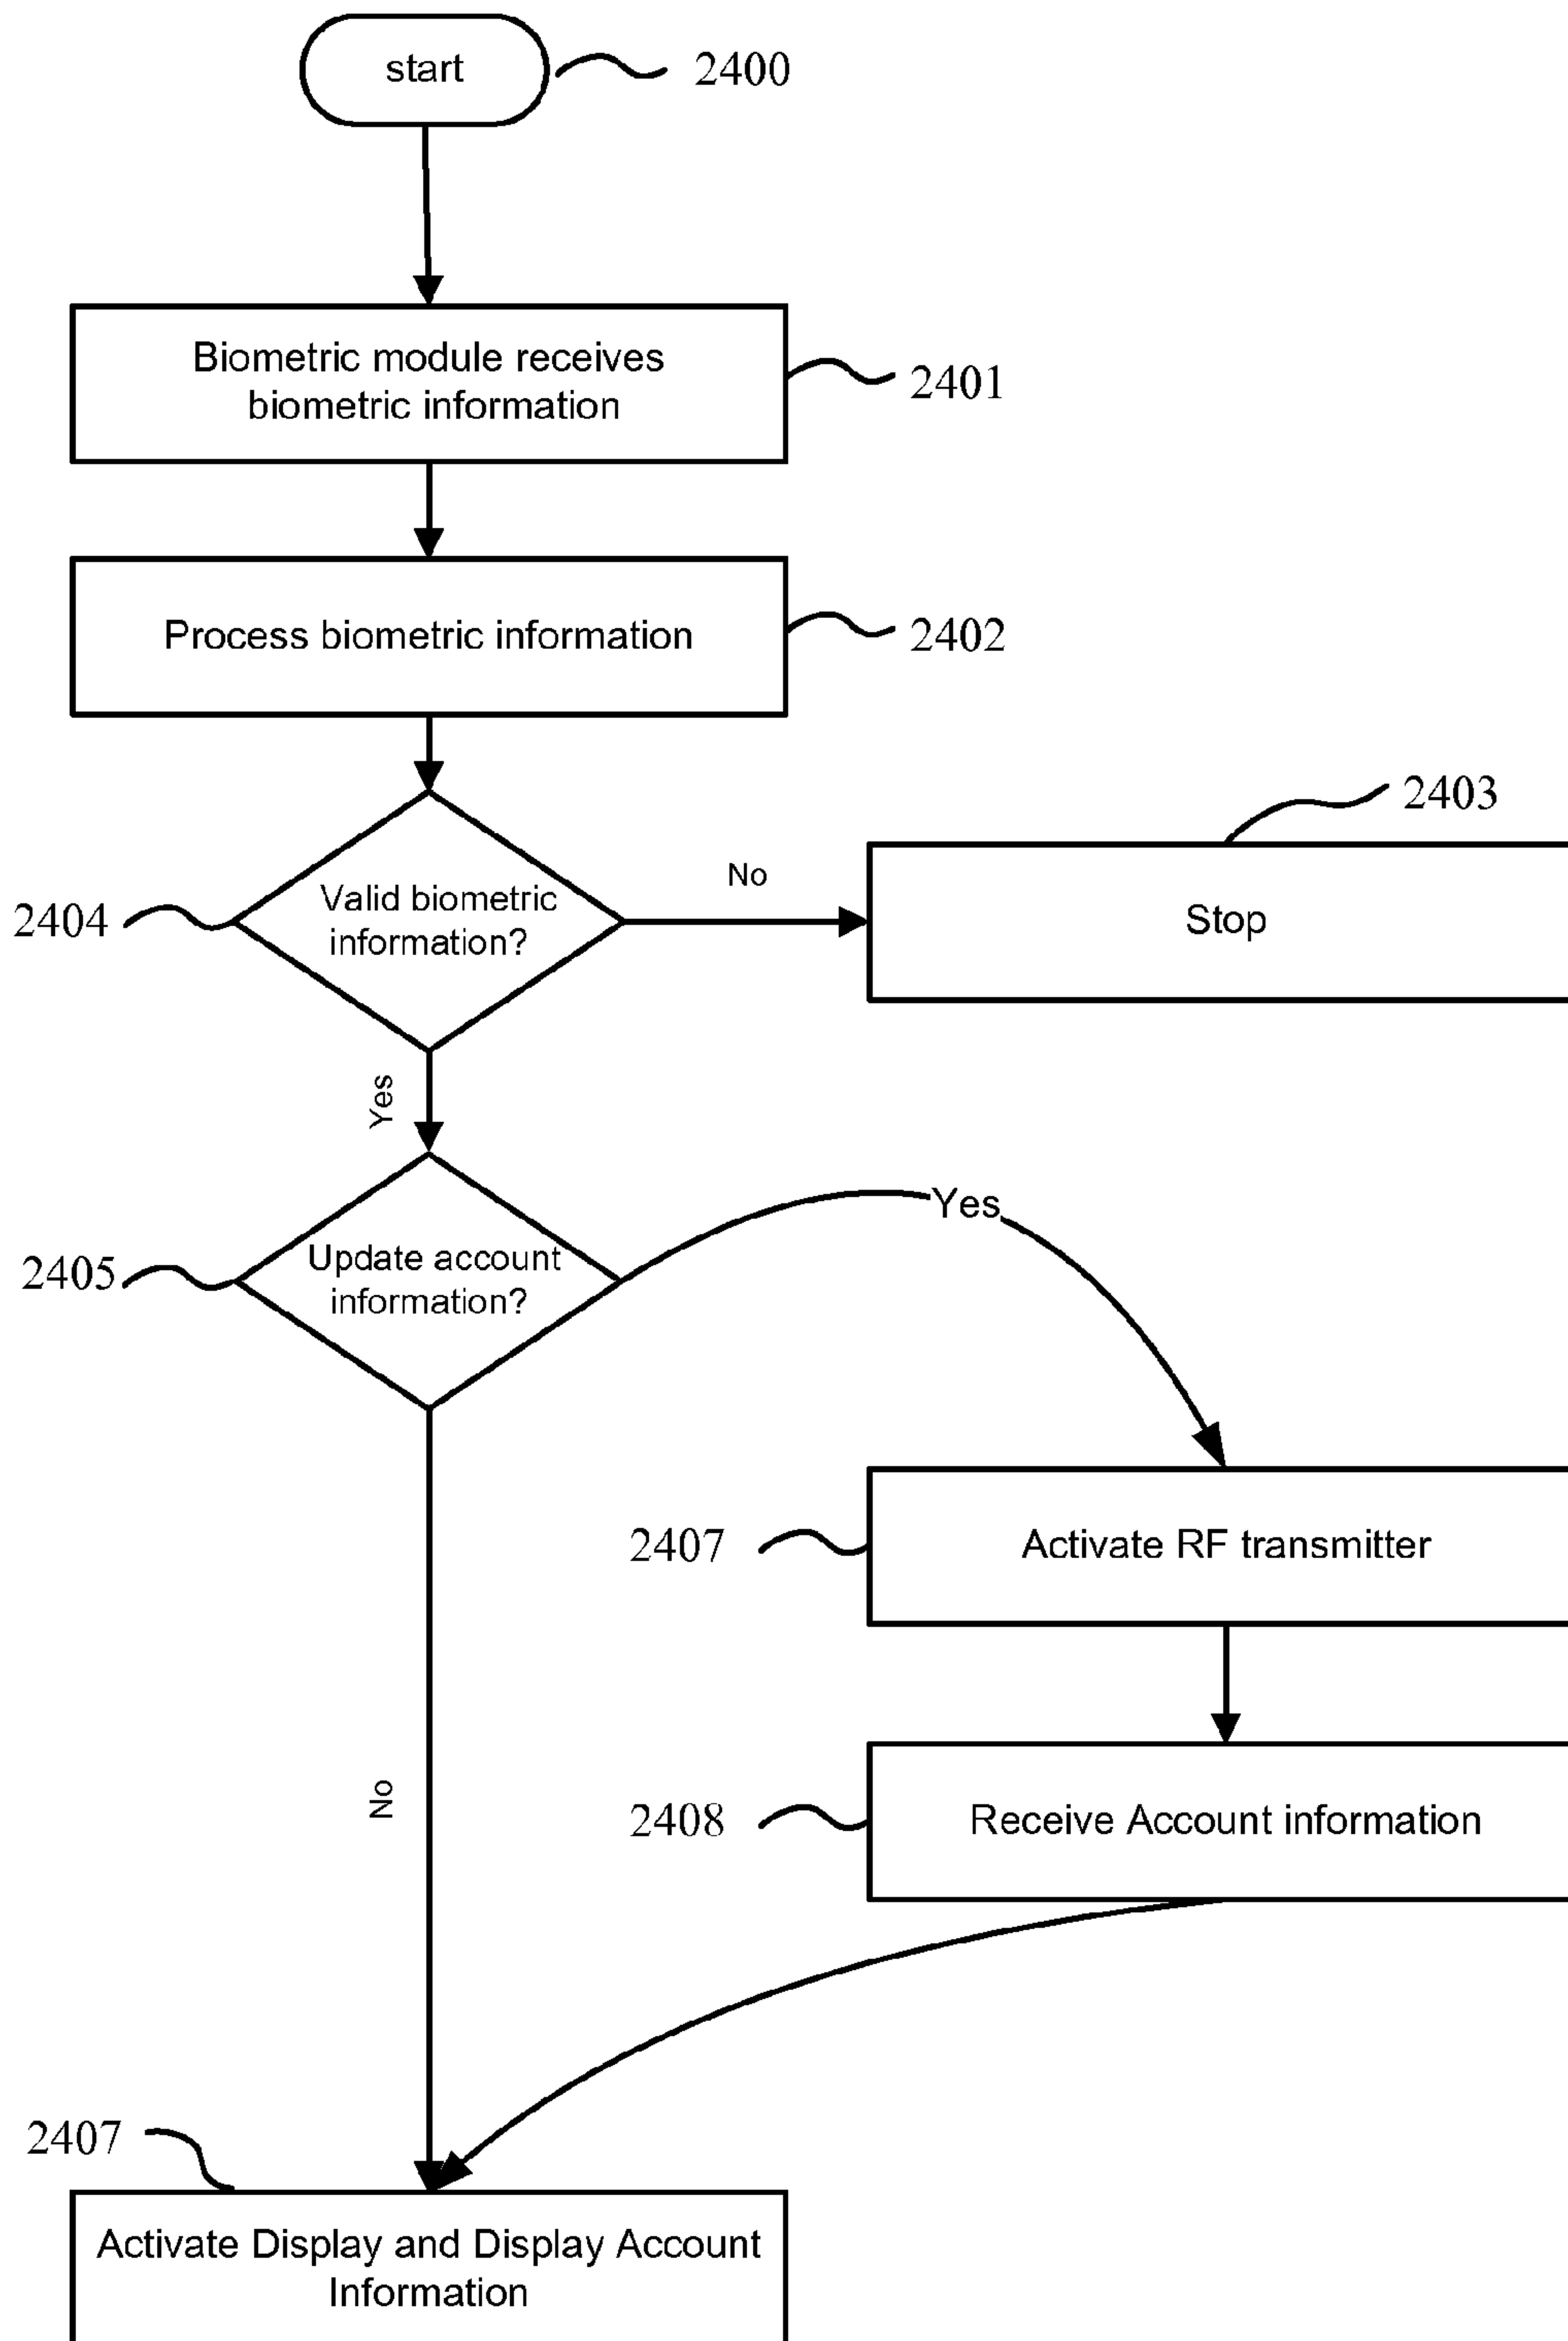 start
2400
Biometric module receives
biometric information
2401
Process biometric information
2402
2403
Valid biometric
information?
2404
No
Stop
Yes
Yes
Update account
information?
2405
2407
Activate RF transmitter
No
2408
Receive Account information
2407
Activate Display and Display Account
Information